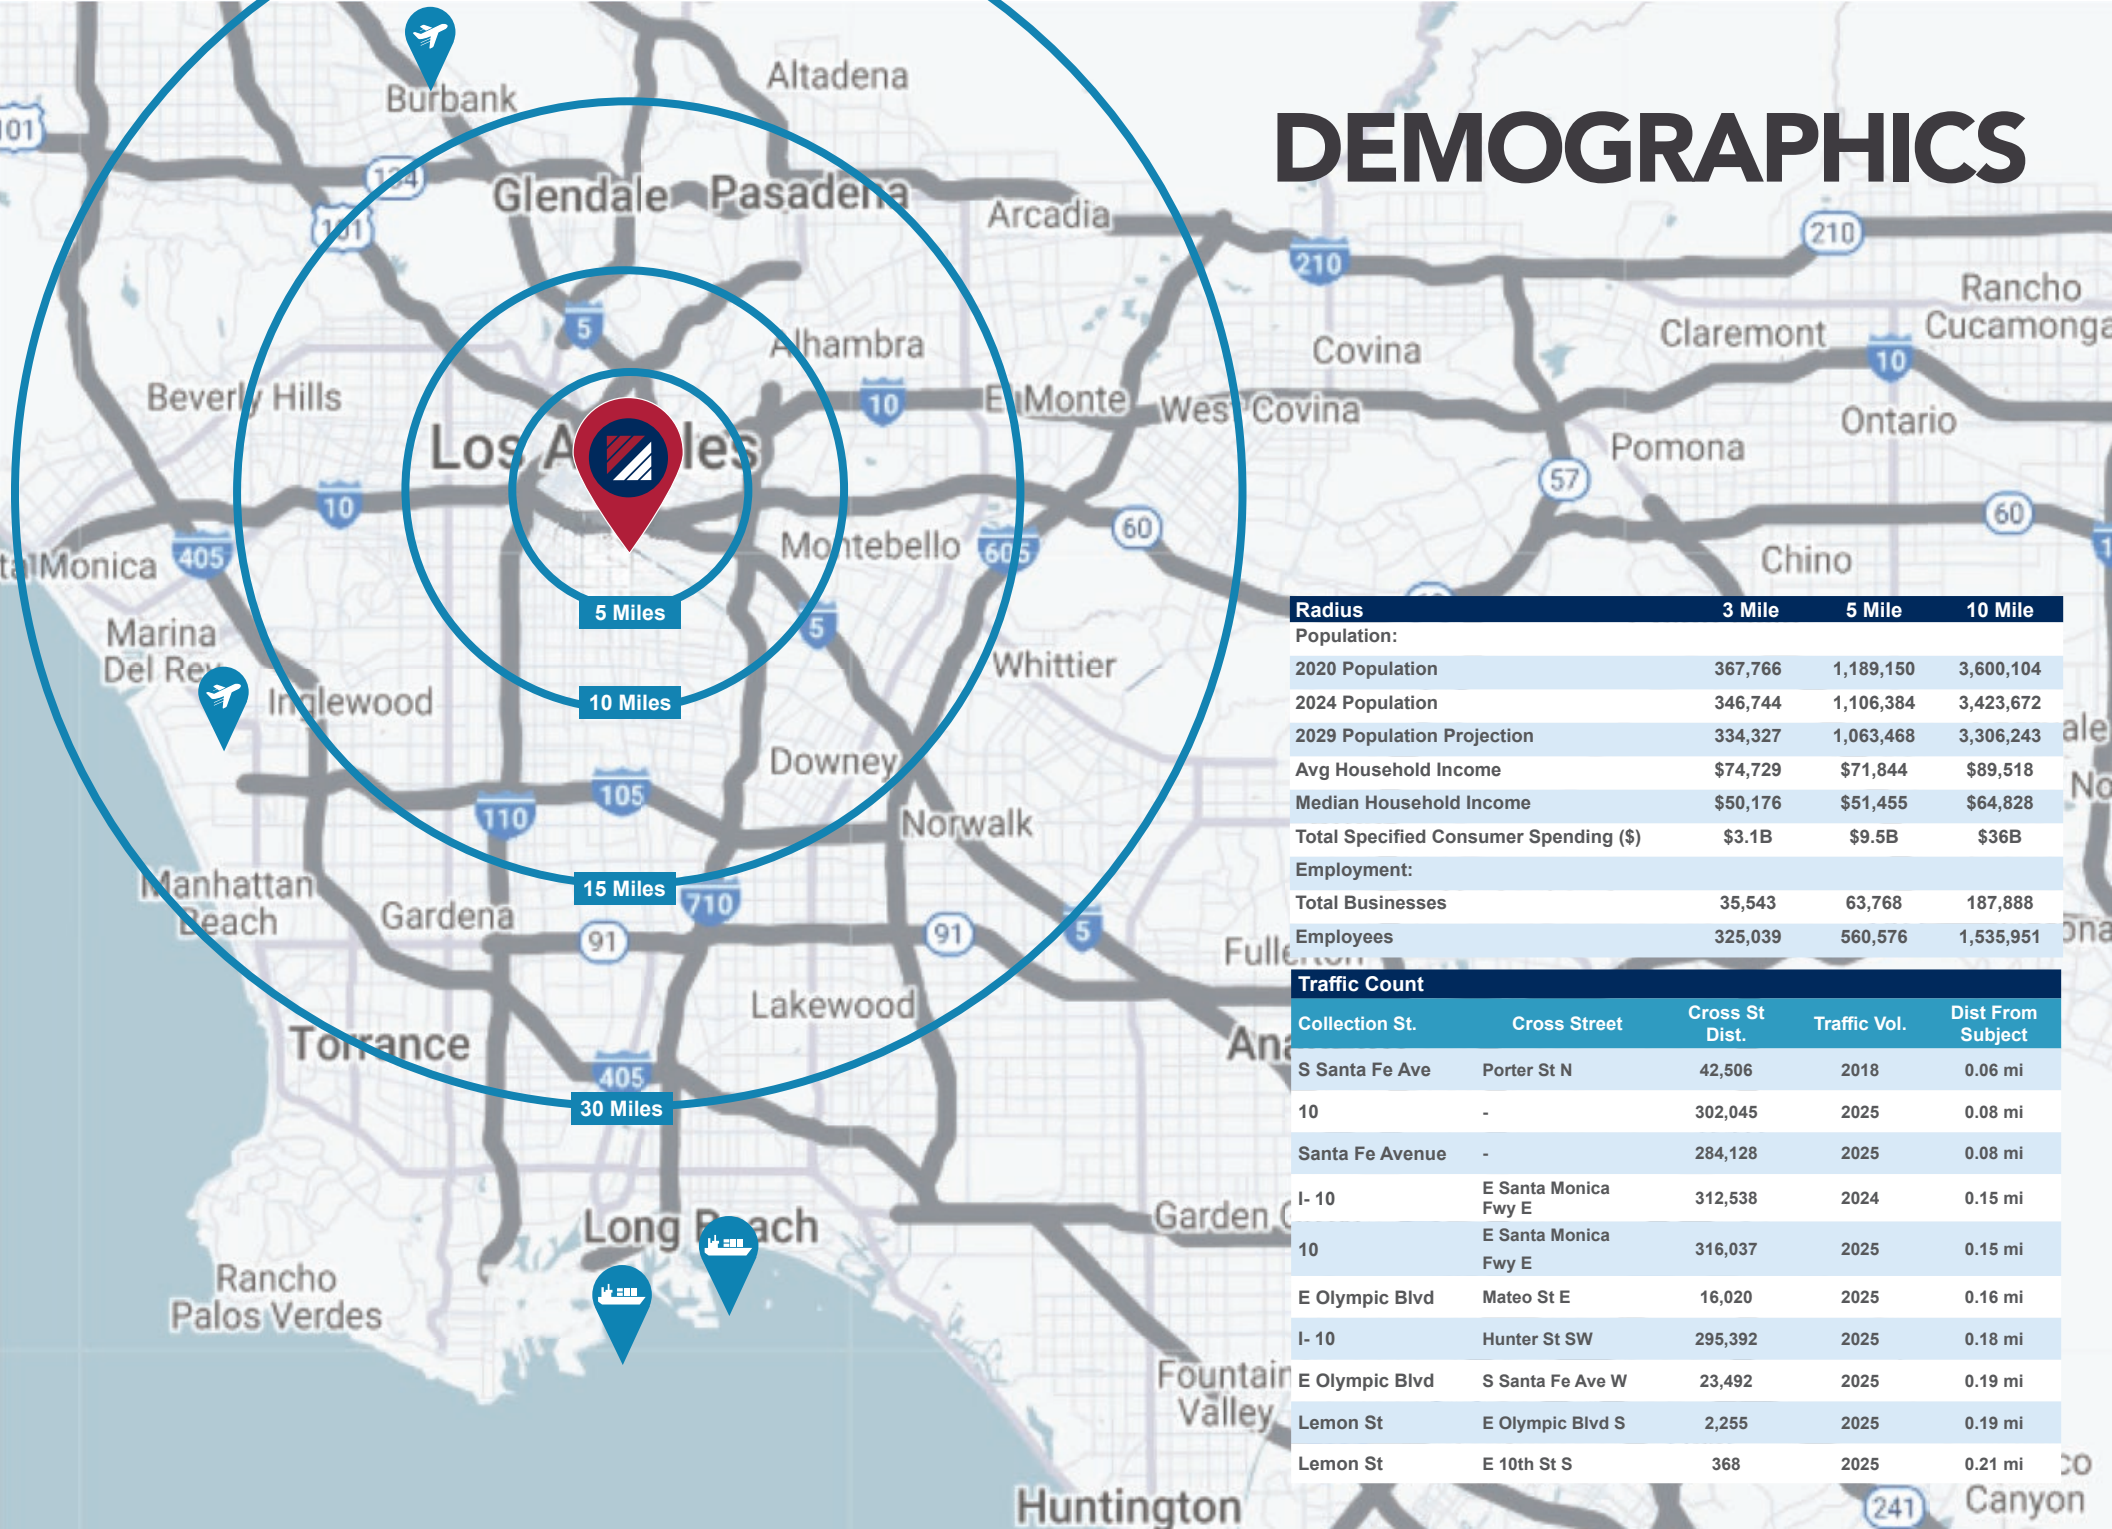 DEMOGRAPHICS
Burbank
Altadena
101
134
Glendale
Pasadena
101
Arcadia
210
210
Rancho
Cucamonga
5
Alhambra
Covina
Claremont
10
Beverly Hills
10
El Monte
West Covina
Ontario
Los A les
Pomona
57
10
60
60
405
Montebello
605
Chino
ta Monica
5 Miles
Marina
Del Rey
5
Whittier
Inglewood
10 Miles
Downey
105
110
Norwalk
Manhattan
Beach
15 Miles
710
Gardena
91
91
5
Lakewood
Torrance
405
30 Miles
Long Beach
Garden
Rancho
Palos Verdes
Fountain
Valley
Huntington
241
Canyon
Radius 3 Mile 5 Mile 10 Mile
Population:
2020 Population 367,766 1,189,150 3,600,104
2024 Population 346,744 1,106,384 3,423,672
2029 Population Projection 334,327 1,063,468 3,306,243
Avg Household Income $74,729 $71,844 $89,518
Median Household Income $50,176 $51,455 $64,828
Total Specified Consumer Spending ($) $3.1B $9.5B $36B
Employment:
Total Businesses 35,543 63,768 187,888
Employees 325,039 560,576 1,535,951
Traffic Count
Collection St. Cross Street Cross St Dist. Traffic Vol. Dist From Subject
S Santa Fe Ave Porter St N 42,506 2018 0.06 mi
10 - 302,045 2025 0.08 mi
Santa Fe Avenue - 284,128 2025 0.08 mi
I- 10 E Santa Monica Fwy E 312,538 2024 0.15 mi
10 E Santa Monica Fwy E 316,037 2025 0.15 mi
E Olympic Blvd Mateo St E 16,020 2025 0.16 mi
I- 10 Hunter St SW 295,392 2025 0.18 mi
E Olympic Blvd S Santa Fe Ave W 23,492 2025 0.19 mi
Lemon St E Olympic Blvd S 2,255 2025 0.19 mi
Lemon St E 10th St S 368 2025 0.21 mi